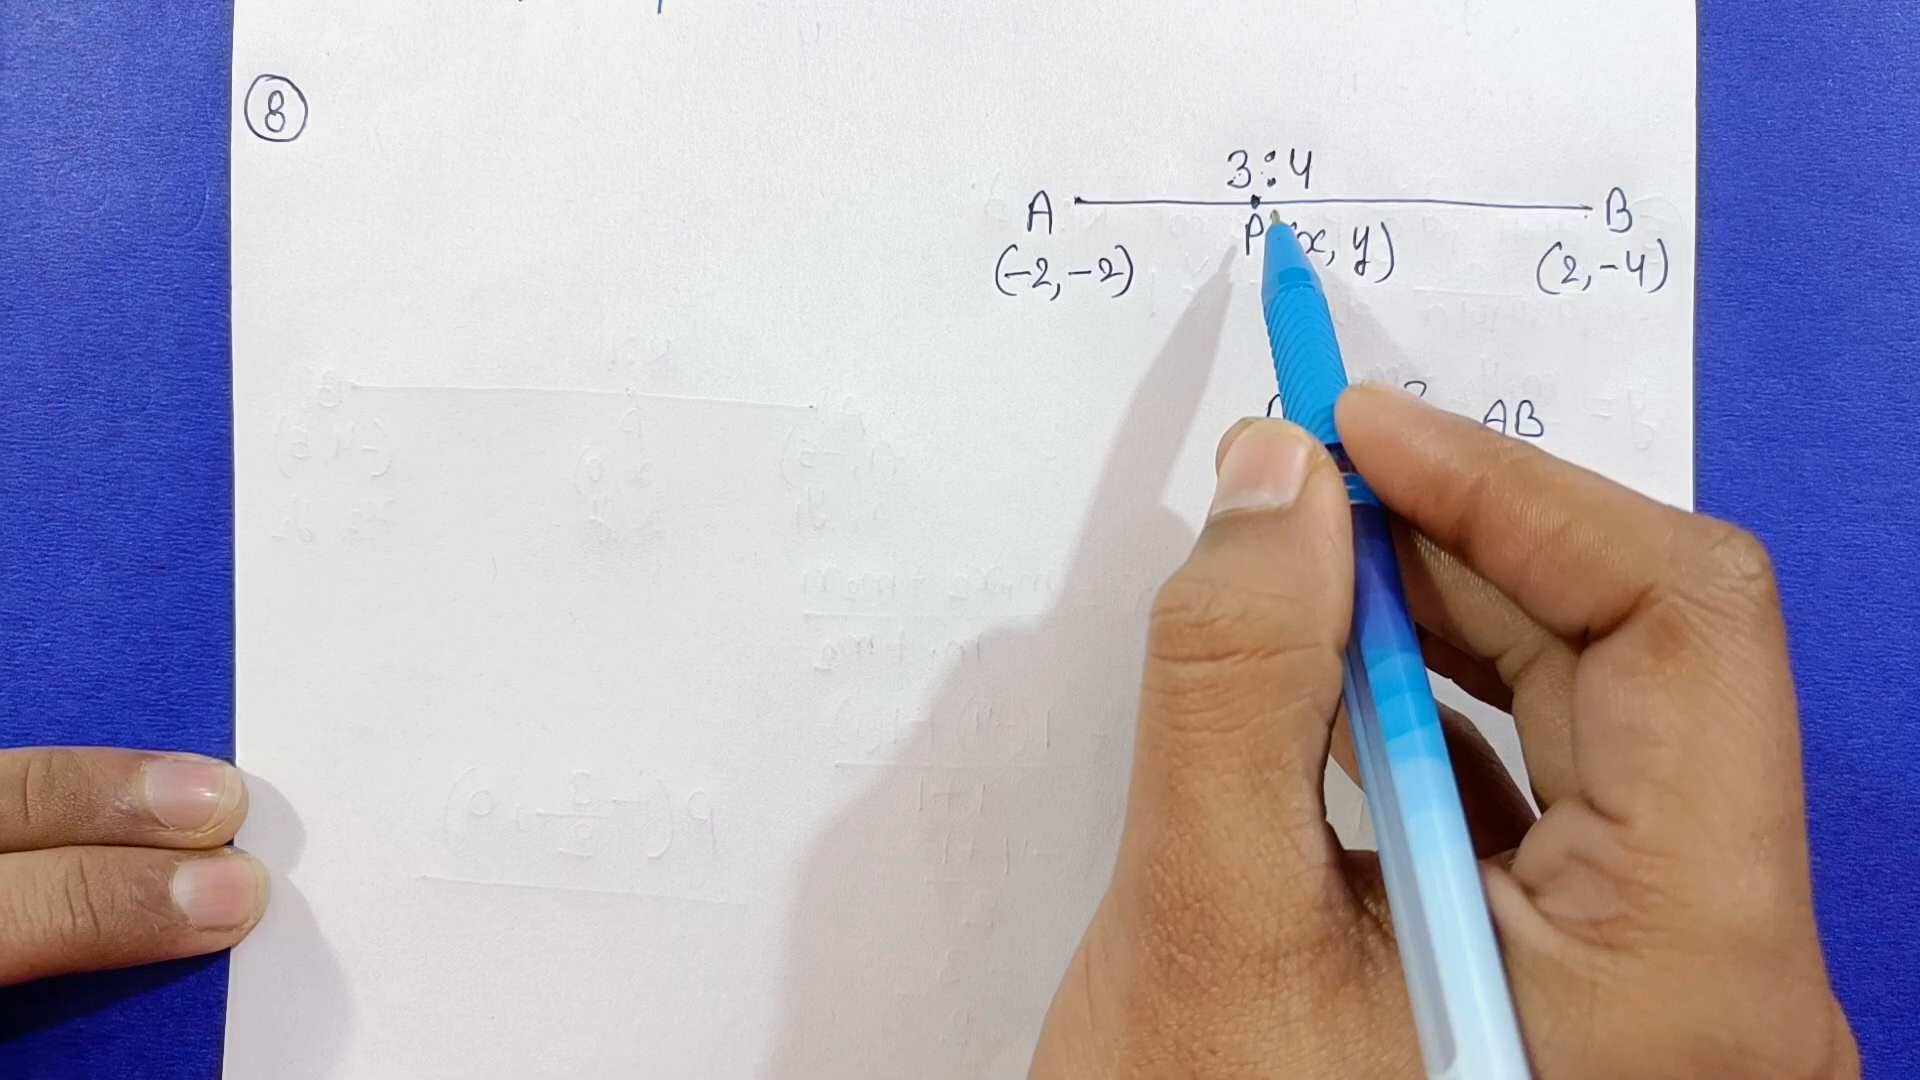 8
3:4
A P(x, y) B
(-2, -2) (2, -4)
AB